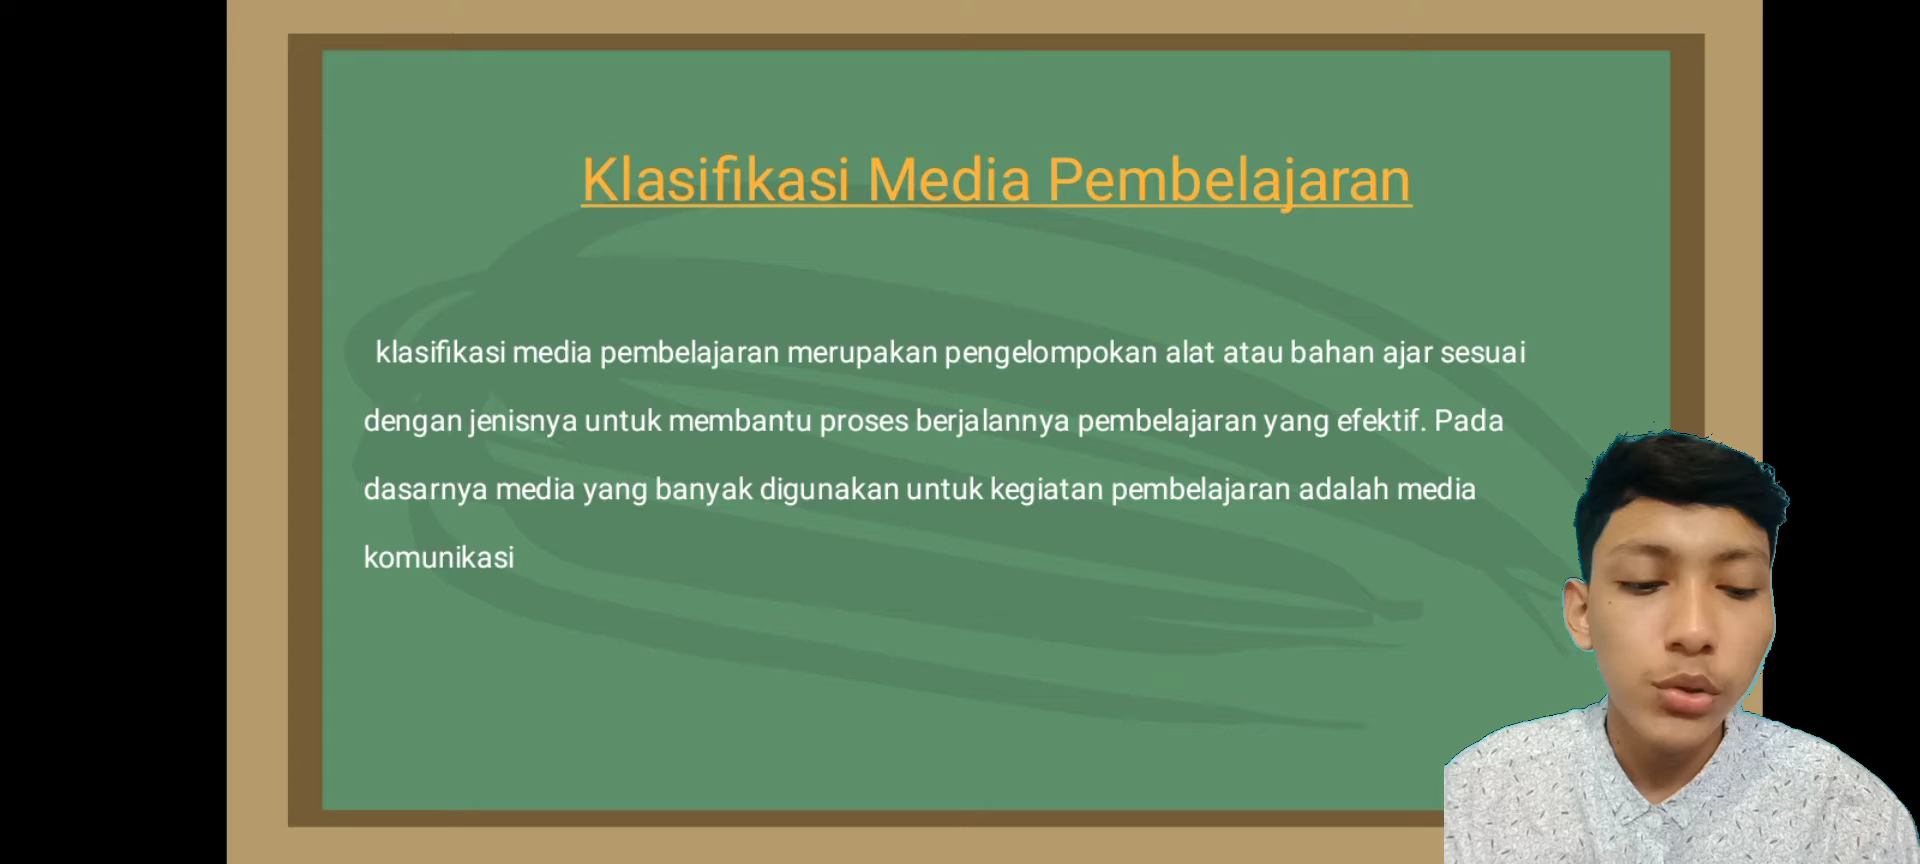 Klasifikasi Media Pembelajaran
klasifikasi media pembelajaran merupakan pengelompokan alat atau bahan ajar sesuai
dengan jenisnya untuk membantu proses berjalannya pembelajaran yang efektif. Pada
dasarnya media yang banyak digunakan untuk kegiatan pembelajaran adalah media
komunikasi